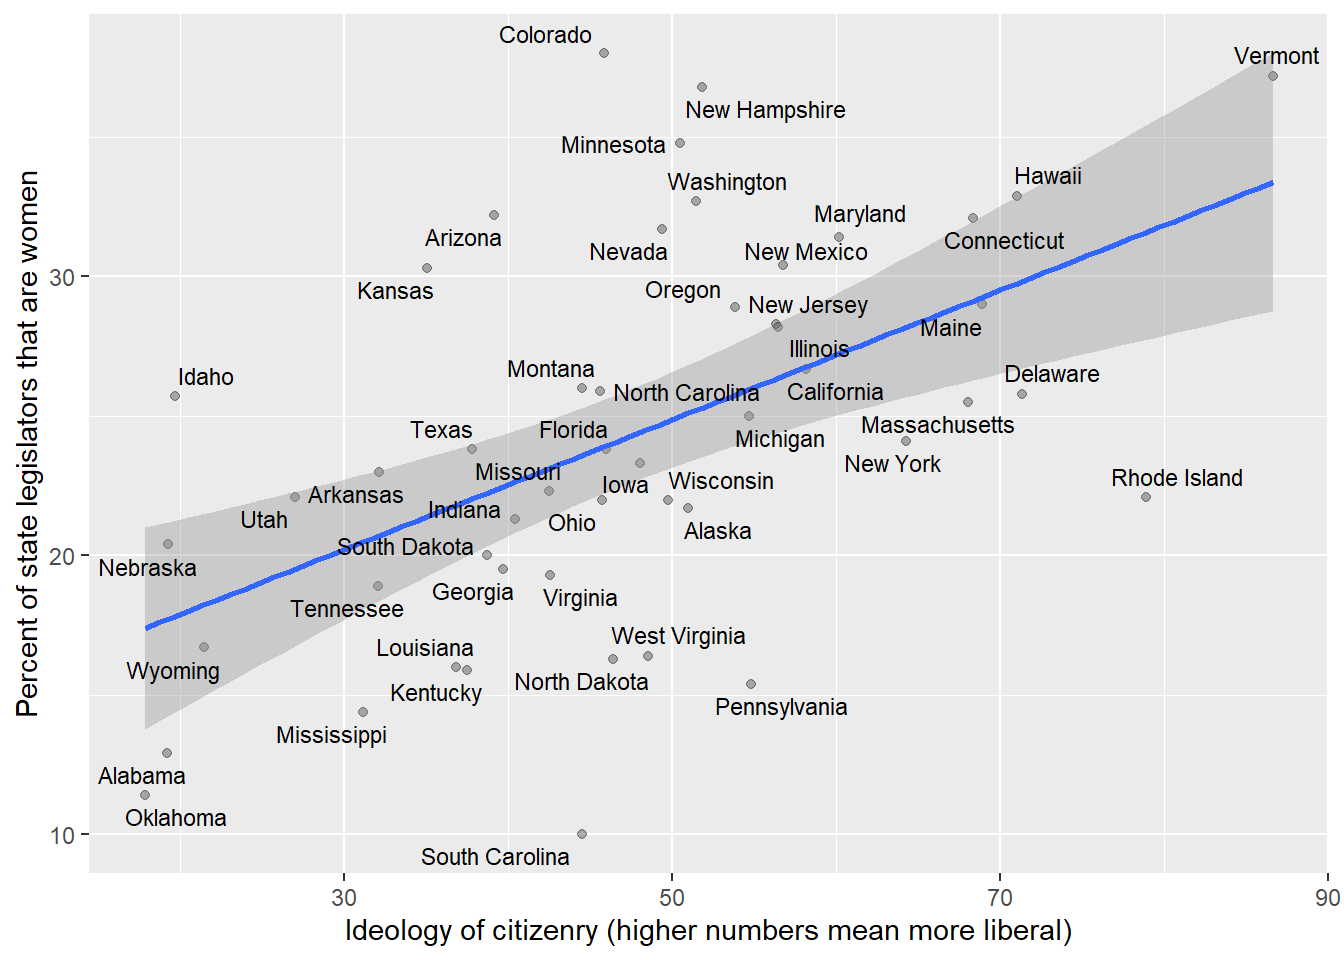 Colorado
Vermont
New Hampshire
Minnesota
Washington
Hawaii
Maryland
Arizona
Connecticut
Nevada
New Mexico
Kansas
Oregon
New Jersey
Maine
Illinois
Montana
Idaho
Delaware
North Carolina
California
Massachusetts
Texas
Florida
Michigan
New York
Missouri
Rhode Island
Wisconsin
Iowa
Arkansas
Indiana
Utah
Ohio
Alaska
South Dakota
Nebraska
Georgia
Virginia
Tennessee
West Virginia
Louisiana
Wyoming
North Dakota
Kentucky
Pennsylvania
Mississippi
Alabama
Oklahoma
South Carolina
30
20
10
Percent of state legislators that are women
30 50 70 90
Ideology of citizenry (higher numbers mean more liberal)